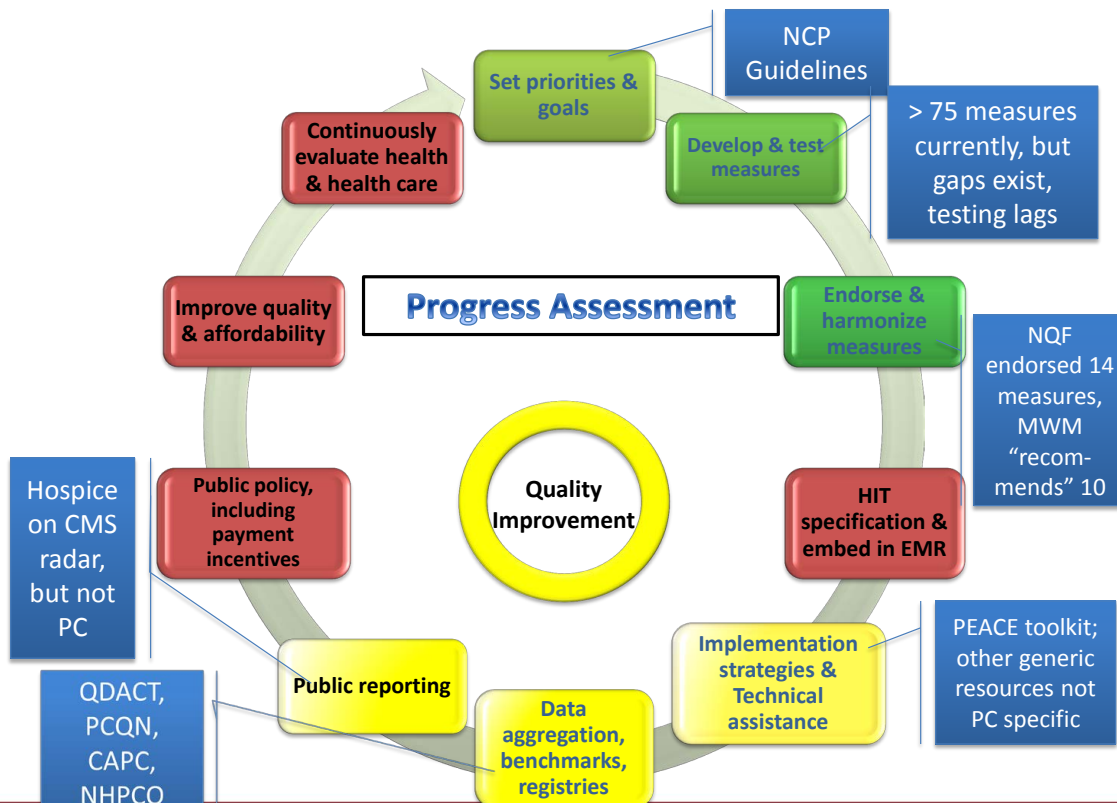 NCP
Guidelines
Set priorities &
goals
> 75 measures
currently, but
gaps exist,
testing lags
Develop & test
measures
Continuously
evaluate health
& health care
Progress Assessment
Endorse &
harmonize
measures
Improve quality
& affordability
NQF
endorsed 14
measures,
MWM
“recom-
mends” 10
Quality
Improvement
HIT
specification &
embed in EMR
Public policy,
including
payment
incentives
Hospice
on CMS
radar,
but not
PC
Implementation
strategies &
Technical
assistance
PEACE toolkit;
other generic
resources not
PC specific
Public reporting
Data
aggregation,
benchmarks,
registries
QDACT,
PCQN,
CAPC,
NHPCO